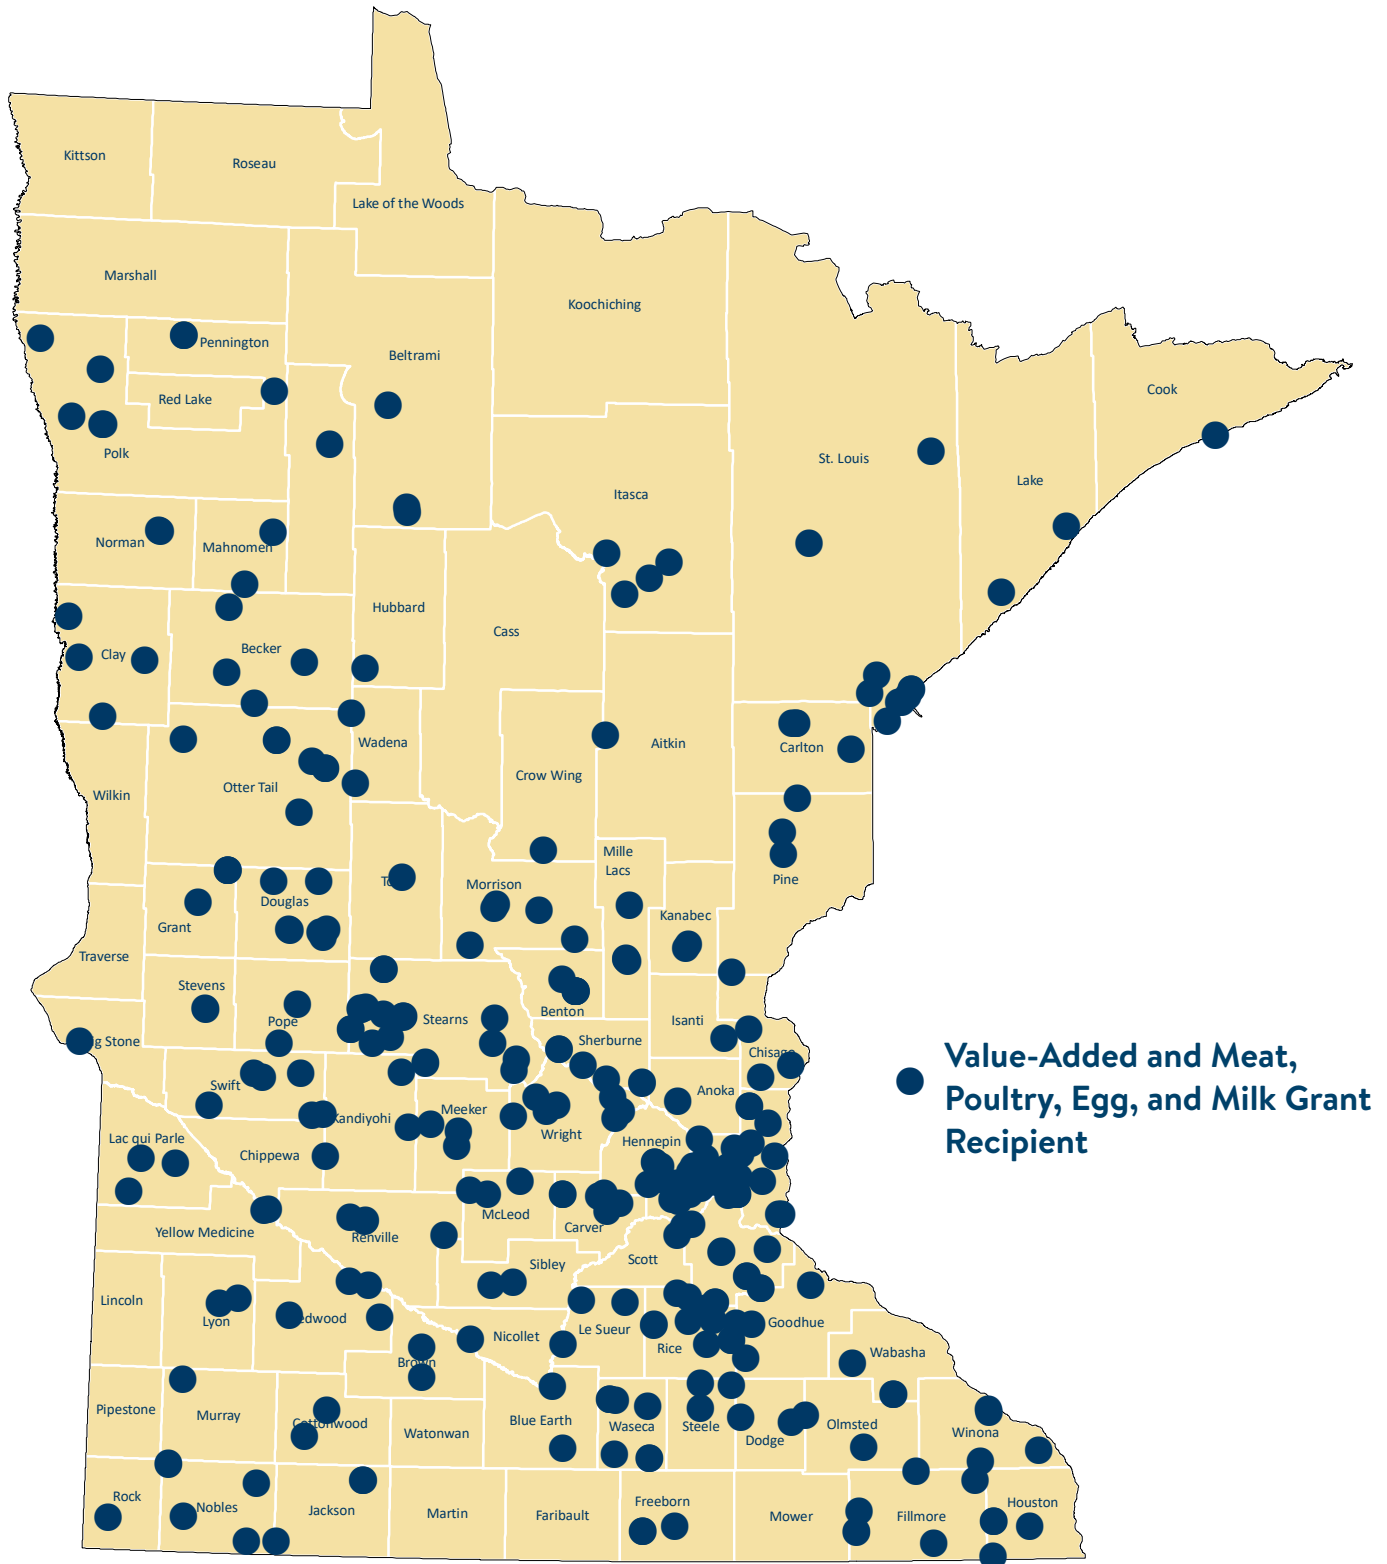 Kittson
Roseau
Lake of the Woods
Marshall
Koochiching
Pennington
Beltrami
Cook
Red Lake
Polk
St. Louis
Lake
Itasca
Norman
Mahnomen
Hubbard
Cass
Becker
Clay
Wadena
Aitkin
Carlton
Crow Wing
Otter Tail
Wilkin
Mille
Lacs
Pine
Morrison
Douglas
Kanabec
Grant
Traverse
Stevens
Pope
Stearns
Benton
Isanti
Sherburne
g Stone
Chisago
Value-Added and Meat,
Poultry, Egg, and Milk Grant
Recipient
Swift
Anoka
Kandiyohi
Meeker
Wright
Hennepin
Lac qui Parle
Chippewa
McLeod
Carver
Yellow Medicine
Renville
Scott
Sibley
Lincoln
Lyon
edwood
Nicollet
Le Sueur
Goodhue
Rice
Wabasha
Brown
Pipestone
Murray
Cottonwood
Watonwan
Blue Earth
Waseca
Steele
Dodge
Olmsted
Winona
Rock
Nobles
Jackson
Martin
Faribault
Freeborn
Mower
Fillmore
Houston